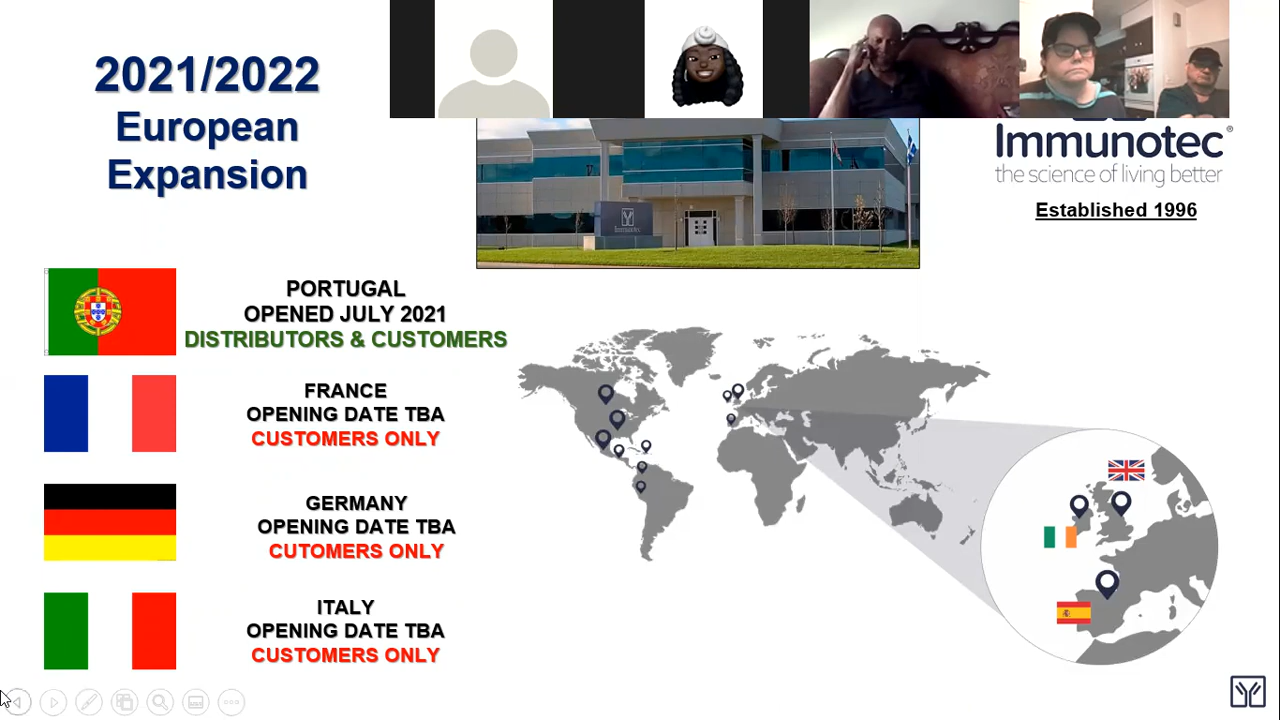 2021/2022
European
Expansion
Immunotec®
the science of living better
Established 1996
Immunotec
PORTUGAL
OPENED JULY 2021
DISTRIBUTORS & CUSTOMERS
FRANCE
OPENING DATE TBA
CUSTOMERS ONLY
GERMANY
OPENING DATE TBA
CUTOMERS ONLY
ITALY
OPENING DATE TBA
CUSTOMERS ONLY